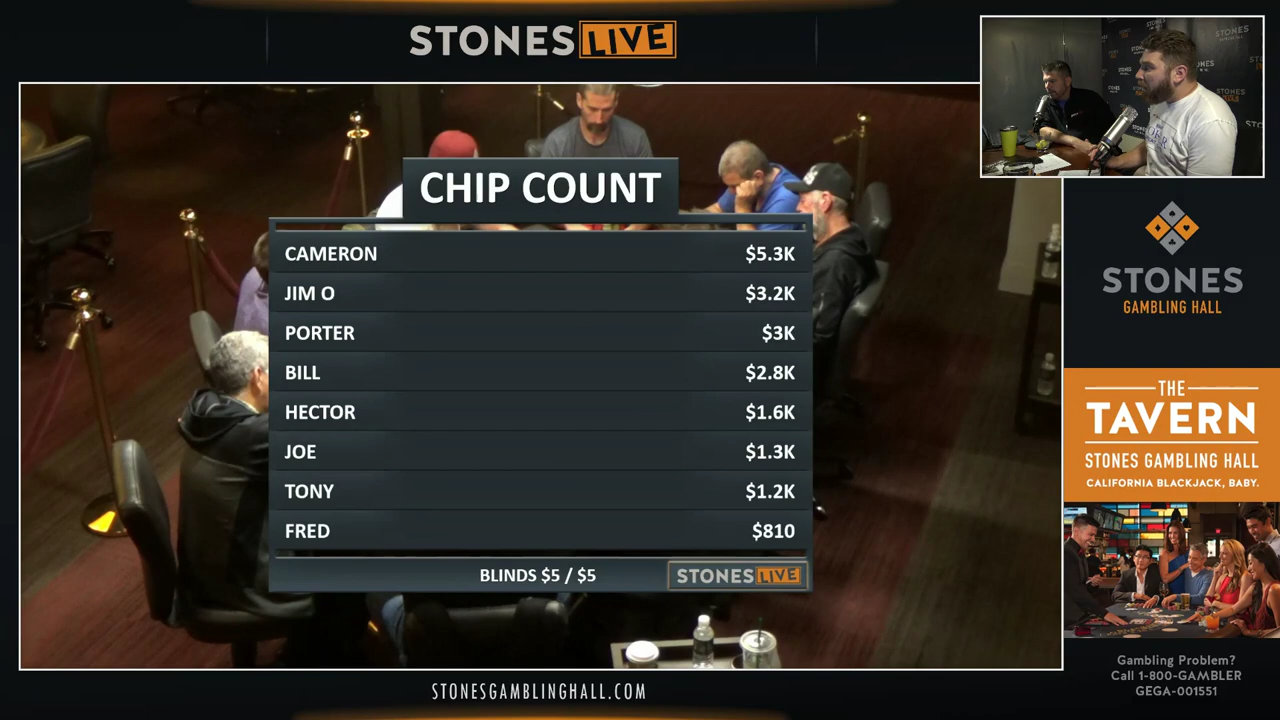 STONES LIVE
CHIP COUNT
CAMERON $5.3K
JIM O $3.2K
PORTER $3K
BILL $2.8K
HECTOR $1.6K
JOE $1.3K
TONY $1.2K
FRED $810
BLINDS $5 / $5
STONES LIVE
STONESGAMBLINGHALL.COM
STONES
GAMBLING HALL
THE
TAVERN
STONES GAMBLING HALL
CALIFORNIA BLACKJACK, BABY.
Gambling Problem?
Call 1-800-GAMBLER
GEGA-001551